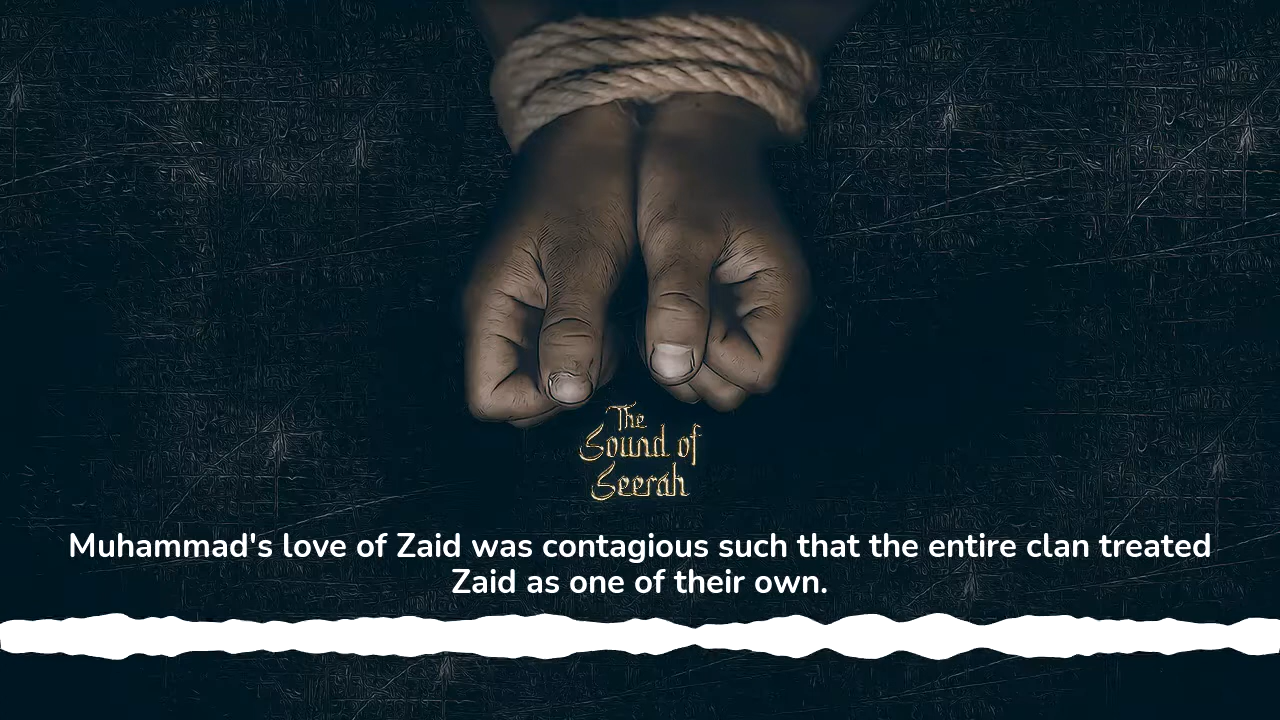 The
Sound of
Seerah
Muhammad's love of Zaid was contagious such that the entire clan treated
Zaid as one of their own.